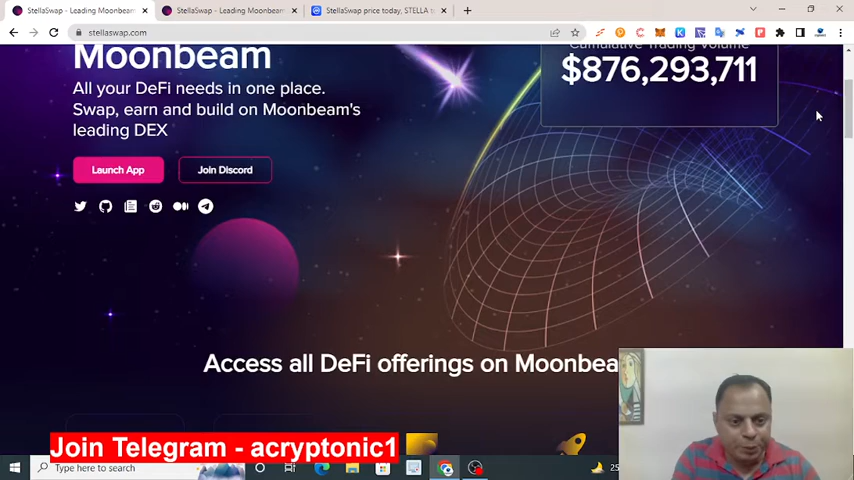 StellaSwap - Leading Moonbeam
StellaSwap - Leading Moonbeam
StellaSwap price today, STELLA to
stellaswap.com
Moonbeam
Cumulative Trading Volume
$876,293,711
All your DeFi needs in one place.
Swap, earn and build on Moonbeam's
leading DEX
Launch App
Join Discord
Access all DeFi offerings on Moonbea
Join Telegram - acryptonic1
Type here to search
25